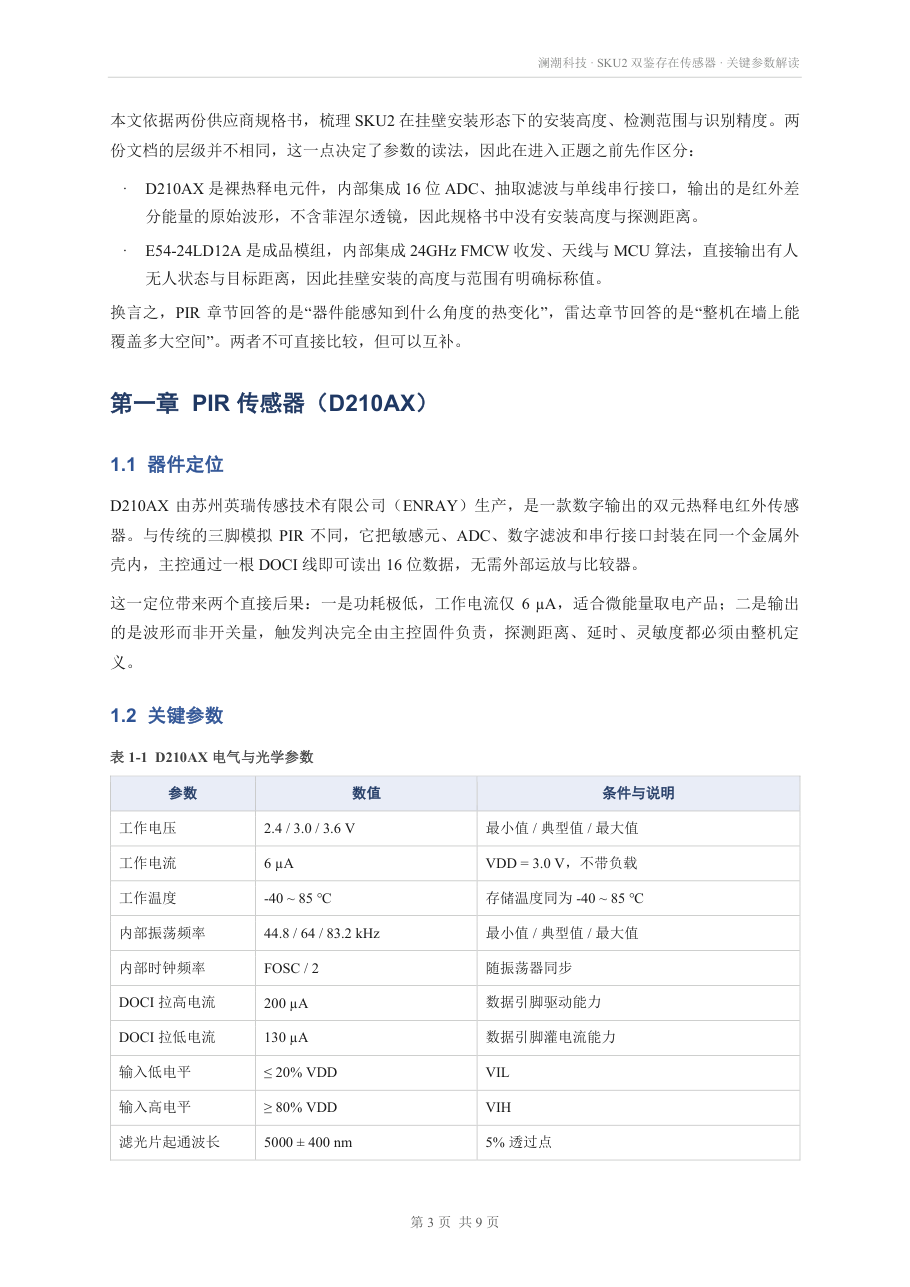 澜潮科技 · SKU2 双鉴存在传感器 · 关键参数解读
本文依据两份供应商规格书，梳理 SKU2 在挂壁安装形态下的安装高度、检测范围与识别精度。两
份文档的层级并不相同，这一点决定了参数的读法，因此在进入正题之前先作区分：
· D210AX 是裸热释电元件，内部集成 16 位 ADC、抽取滤波与单线串行接口，输出的是红外差
分能量的原始波形，不含菲涅尔透镜，因此规格书中没有安装高度与探测距离。
· E54-24LD12A 是成品模组，内部集成 24GHz FMCW 收发、天线与 MCU 算法，直接输出有人
无人状态与目标距离，因此挂壁安装的高度与范围有明确标称值。
换言之，PIR 章节回答的是“器件能感知到什么角度的热变化”，雷达章节回答的是“整机在墙上能
覆盖多大空间”。两者不可直接比较，但可以互补。
第一章 PIR 传感器（D210AX）
1.1 器件定位
D210AX 由苏州英瑞传感技术有限公司（ENRAY）生产，是一款数字输出的双元热释电红外传感
器。与传统的三脚模拟 PIR 不同，它把敏感元、ADC、数字滤波和串行接口封装在同一个金属外
壳内，主控通过一根 DOCI 线即可读出 16 位数据，无需外部运放与比较器。
这一定位带来两个直接后果：一是功耗极低，工作电流仅 6 μA，适合微能量取电产品；二是输出
的是波形而非开关量，触发判决完全由主控固件负责，探测距离、延时、灵敏度都必须由整机定
义。
1.2 关键参数
表 1-1 D210AX 电气与光学参数
参数 数值 条件与说明
工作电压 2.4 / 3.0 / 3.6 V 最小值 / 典型值 / 最大值
工作电流 6 μA VDD = 3.0 V，不带负载
工作温度 -40 ~ 85 ℃ 存储温度同为 -40 ~ 85 ℃
内部振荡频率 44.8 / 64 / 83.2 kHz 最小值 / 典型值 / 最大值
内部时钟频率 FOSC / 2 随振荡器同步
DOCI 拉高电流 200 μA 数据引脚驱动能力
DOCI 拉低电流 130 μA 数据引脚灌电流能力
输入低电平 ≤ 20% VDD VIL
输入高电平 ≥ 80% VDD VIH
滤光片起通波长 5000 ± 400 nm 5% 透过点
第 3 页 共 9 页